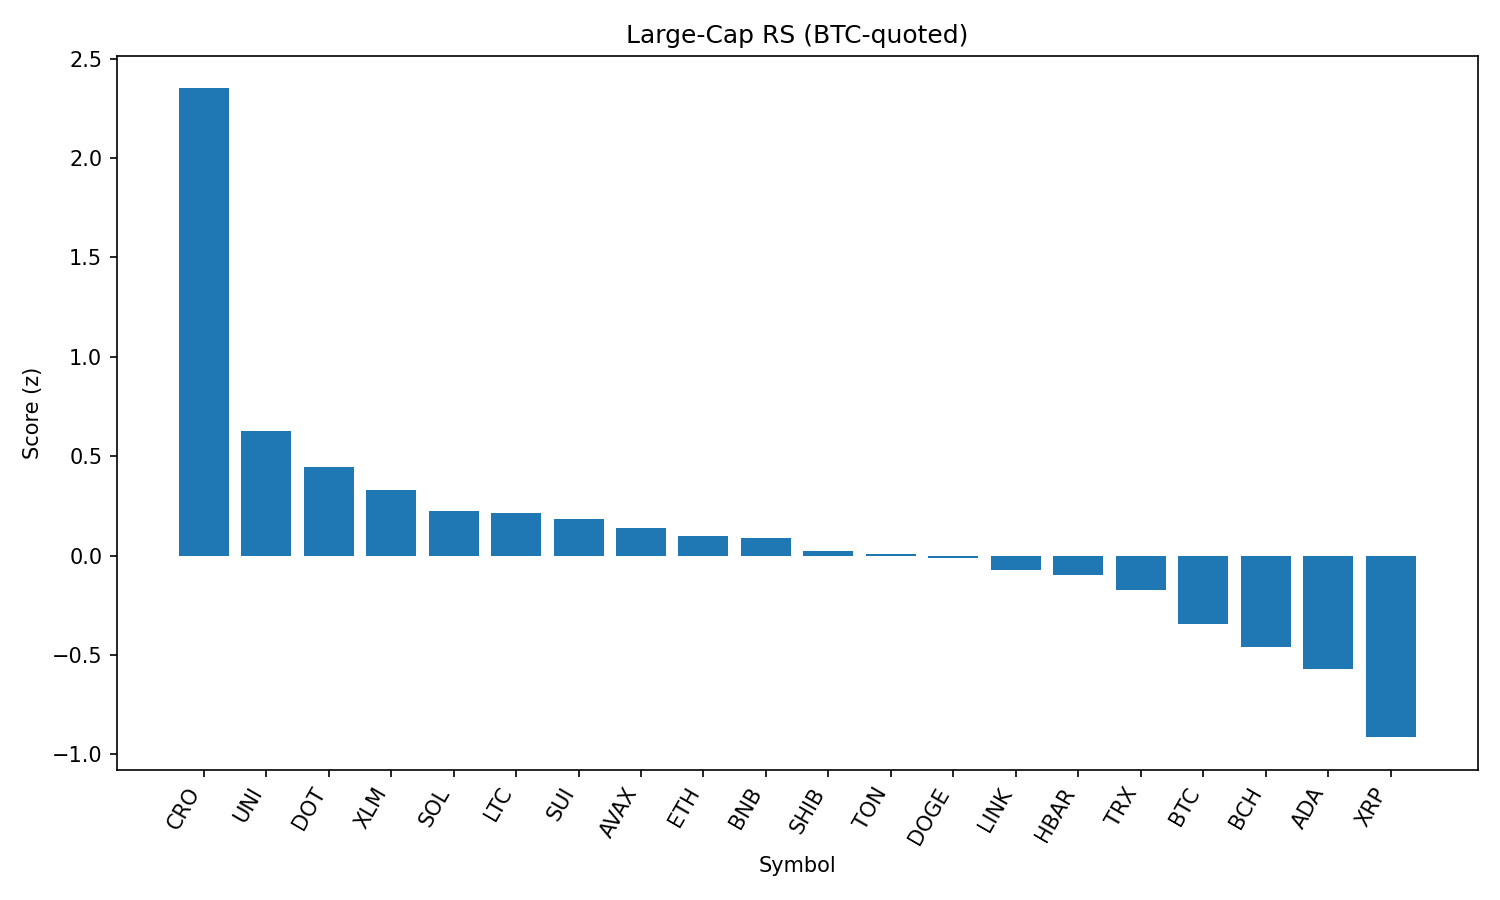 Large-Cap RS (BTC-quoted)
2.5
2.0
1.5
1.0
0.5
0.0
−0.5
−1.0
Score (z)
CRO
UNI
DOT
XLM
SOL
LTC
SUI
AVAX
ETH
BNB
SHIB
TON
DOGE
LINK
HBAR
TRX
BTC
BCH
ADA
XRP
Symbol